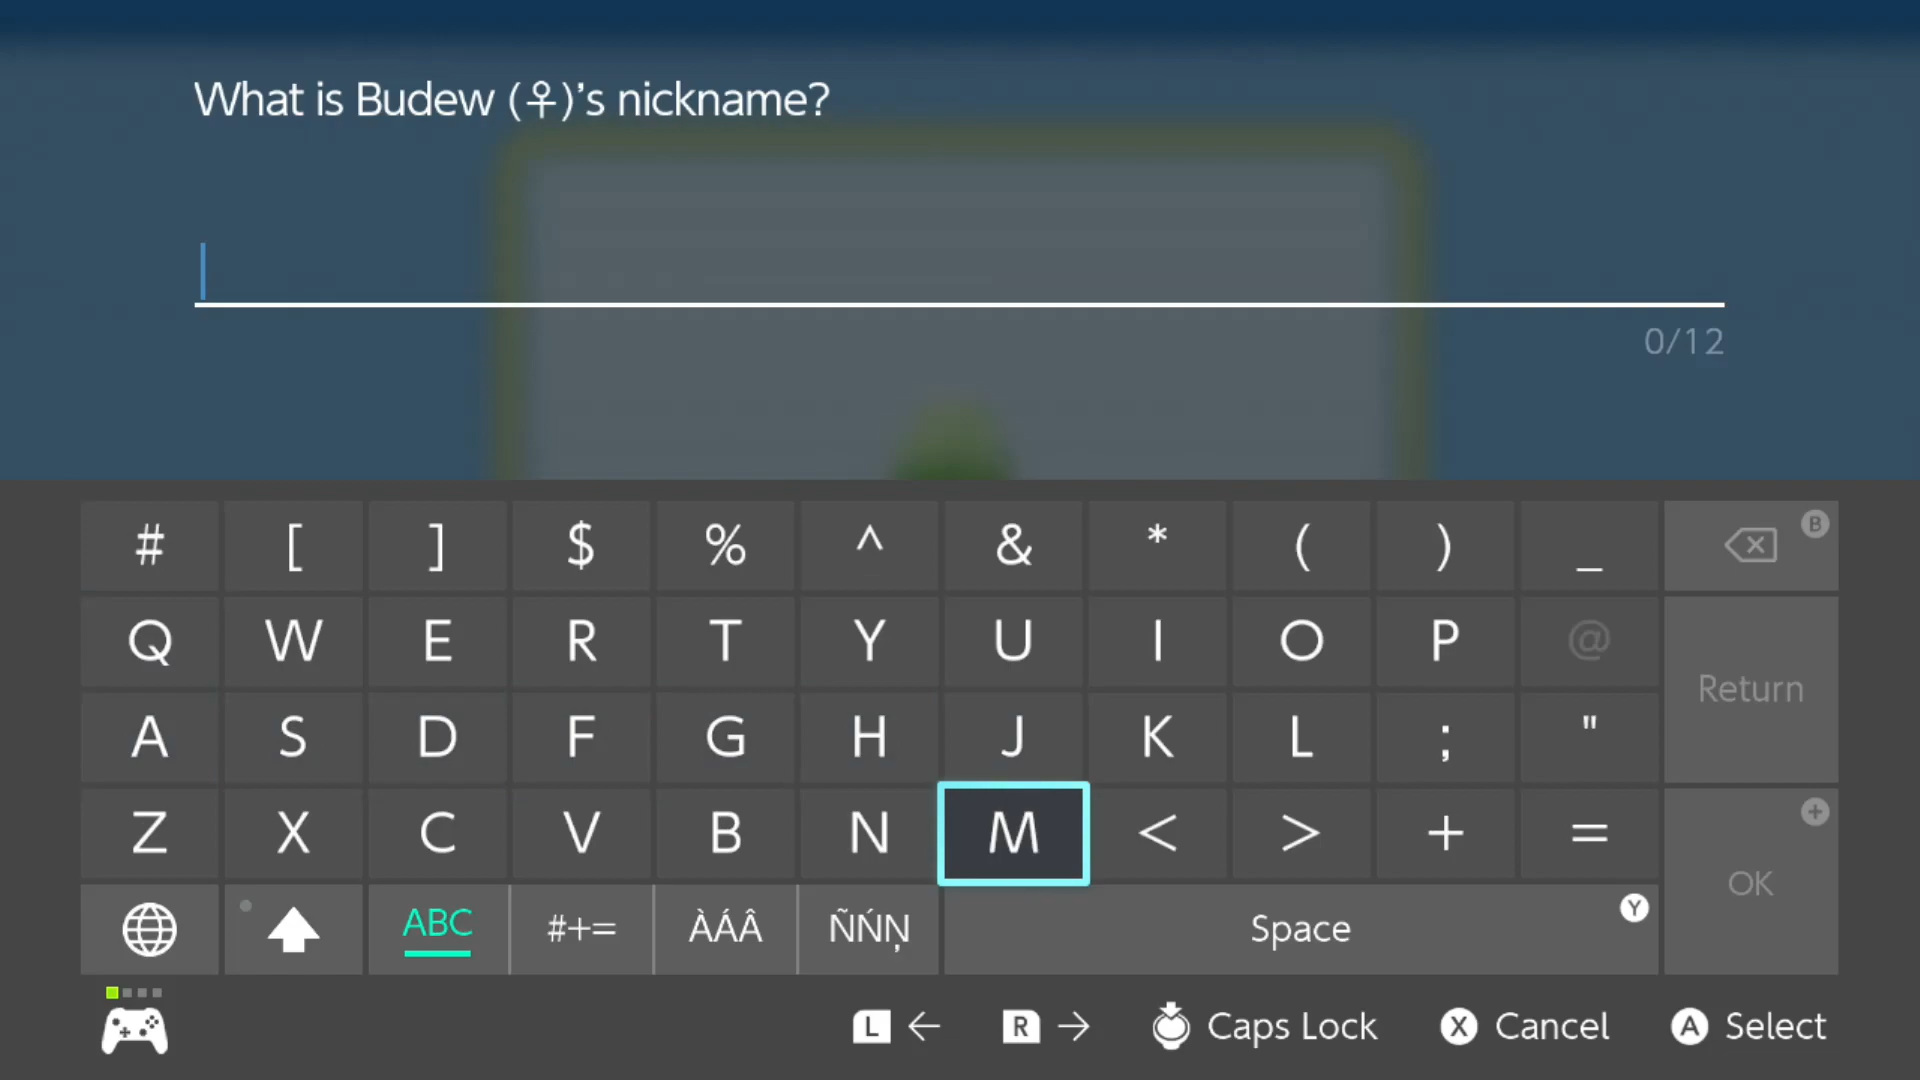 What is Budew (♀)'s nickname?
0/12
# [ ] $ % ^ & * ( ) _ B
Q W E R T Y U I O P @ Return
A S D F G H J K L ; "
Z X C V B N M < > + = OK +
ABC #+= ÀÁÂ ÑŃŅ Space Y
L ← R → Caps Lock X Cancel A Select